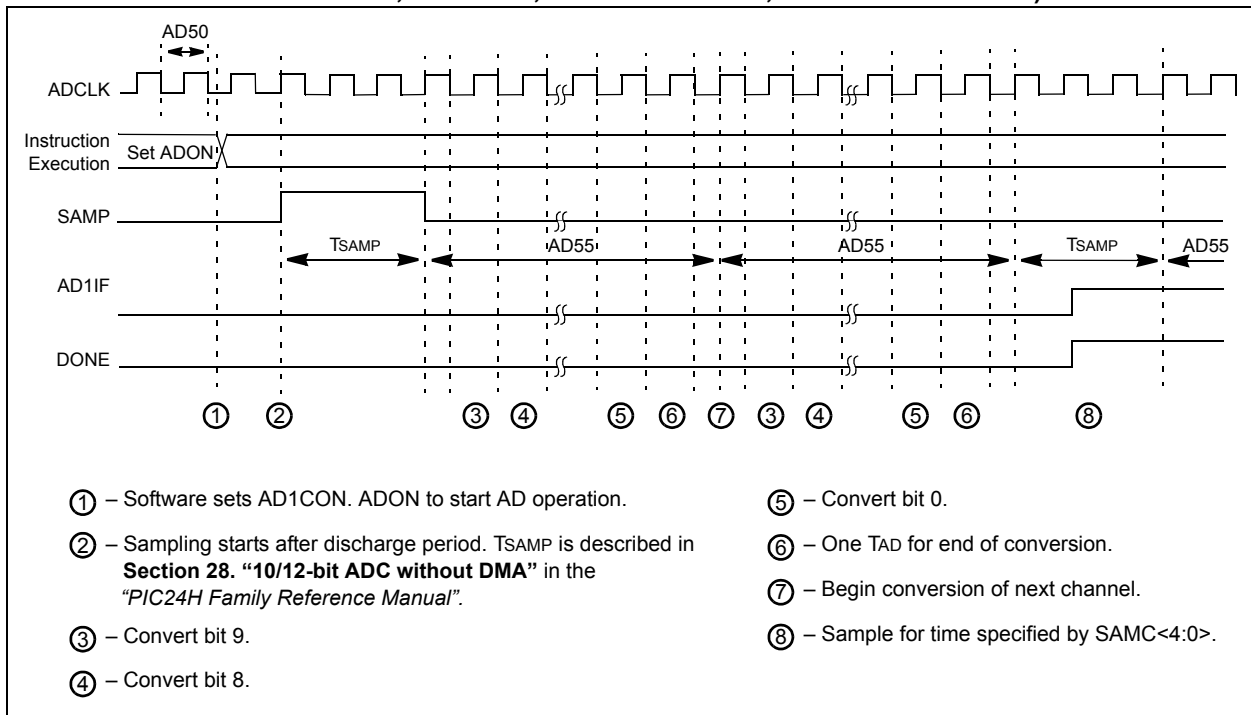 AD50
ADCLK
Instruction
Execution
Set ADON
SAMP
TSAMP
AD55
AD55
TSAMP
AD55
AD1IF
DONE
1 2 3 4 5 6 7 3 4 5 6 8
1 – Software sets AD1CON. ADON to start AD operation.
2 – Sampling starts after discharge period. TSAMP is described in
Section 28. “10/12-bit ADC without DMA” in the
“PIC24H Family Reference Manual”.
3 – Convert bit 9.
4 – Convert bit 8.
5 – Convert bit 0.
6 – One TAD for end of conversion.
7 – Begin conversion of next channel.
8 – Sample for time specified by SAMC<4:0>.